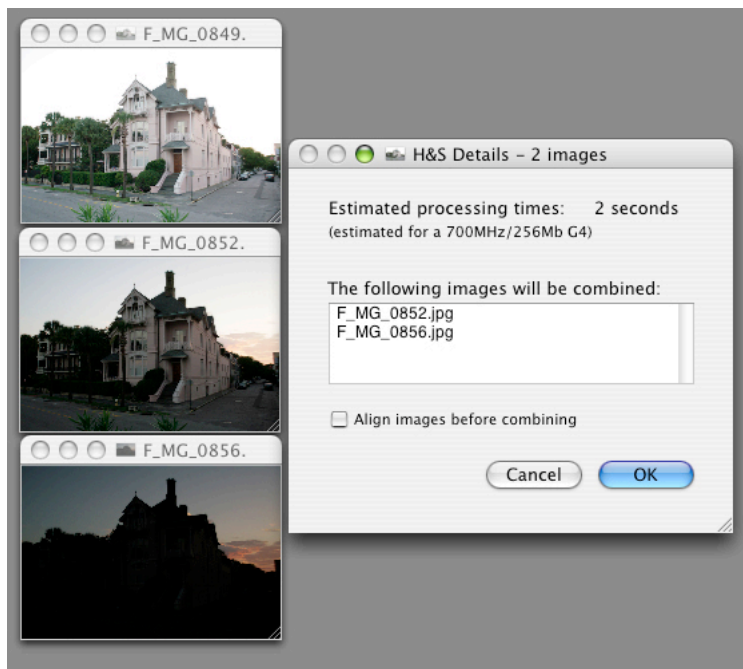 F_MG_0849.
F_MG_0852.
F_MG_0856.
H&S Details – 2 images
Estimated processing times: 2 seconds
(estimated for a 700MHz/256Mb G4)
The following images will be combined:
F_MG_0852.jpg
F_MG_0856.jpg
Align images before combining
Cancel
OK